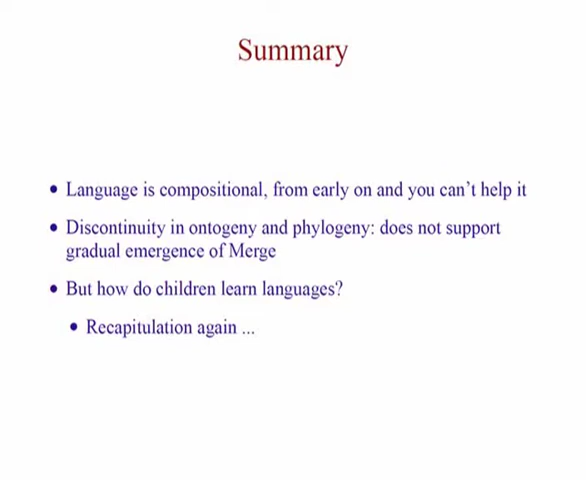 Summary
• Language is compositional, from early on and you can't help it
• Discontinuity in ontogeny and phylogeny: does not support
gradual emergence of Merge
• But how do children learn languages?
• Recapitulation again ...